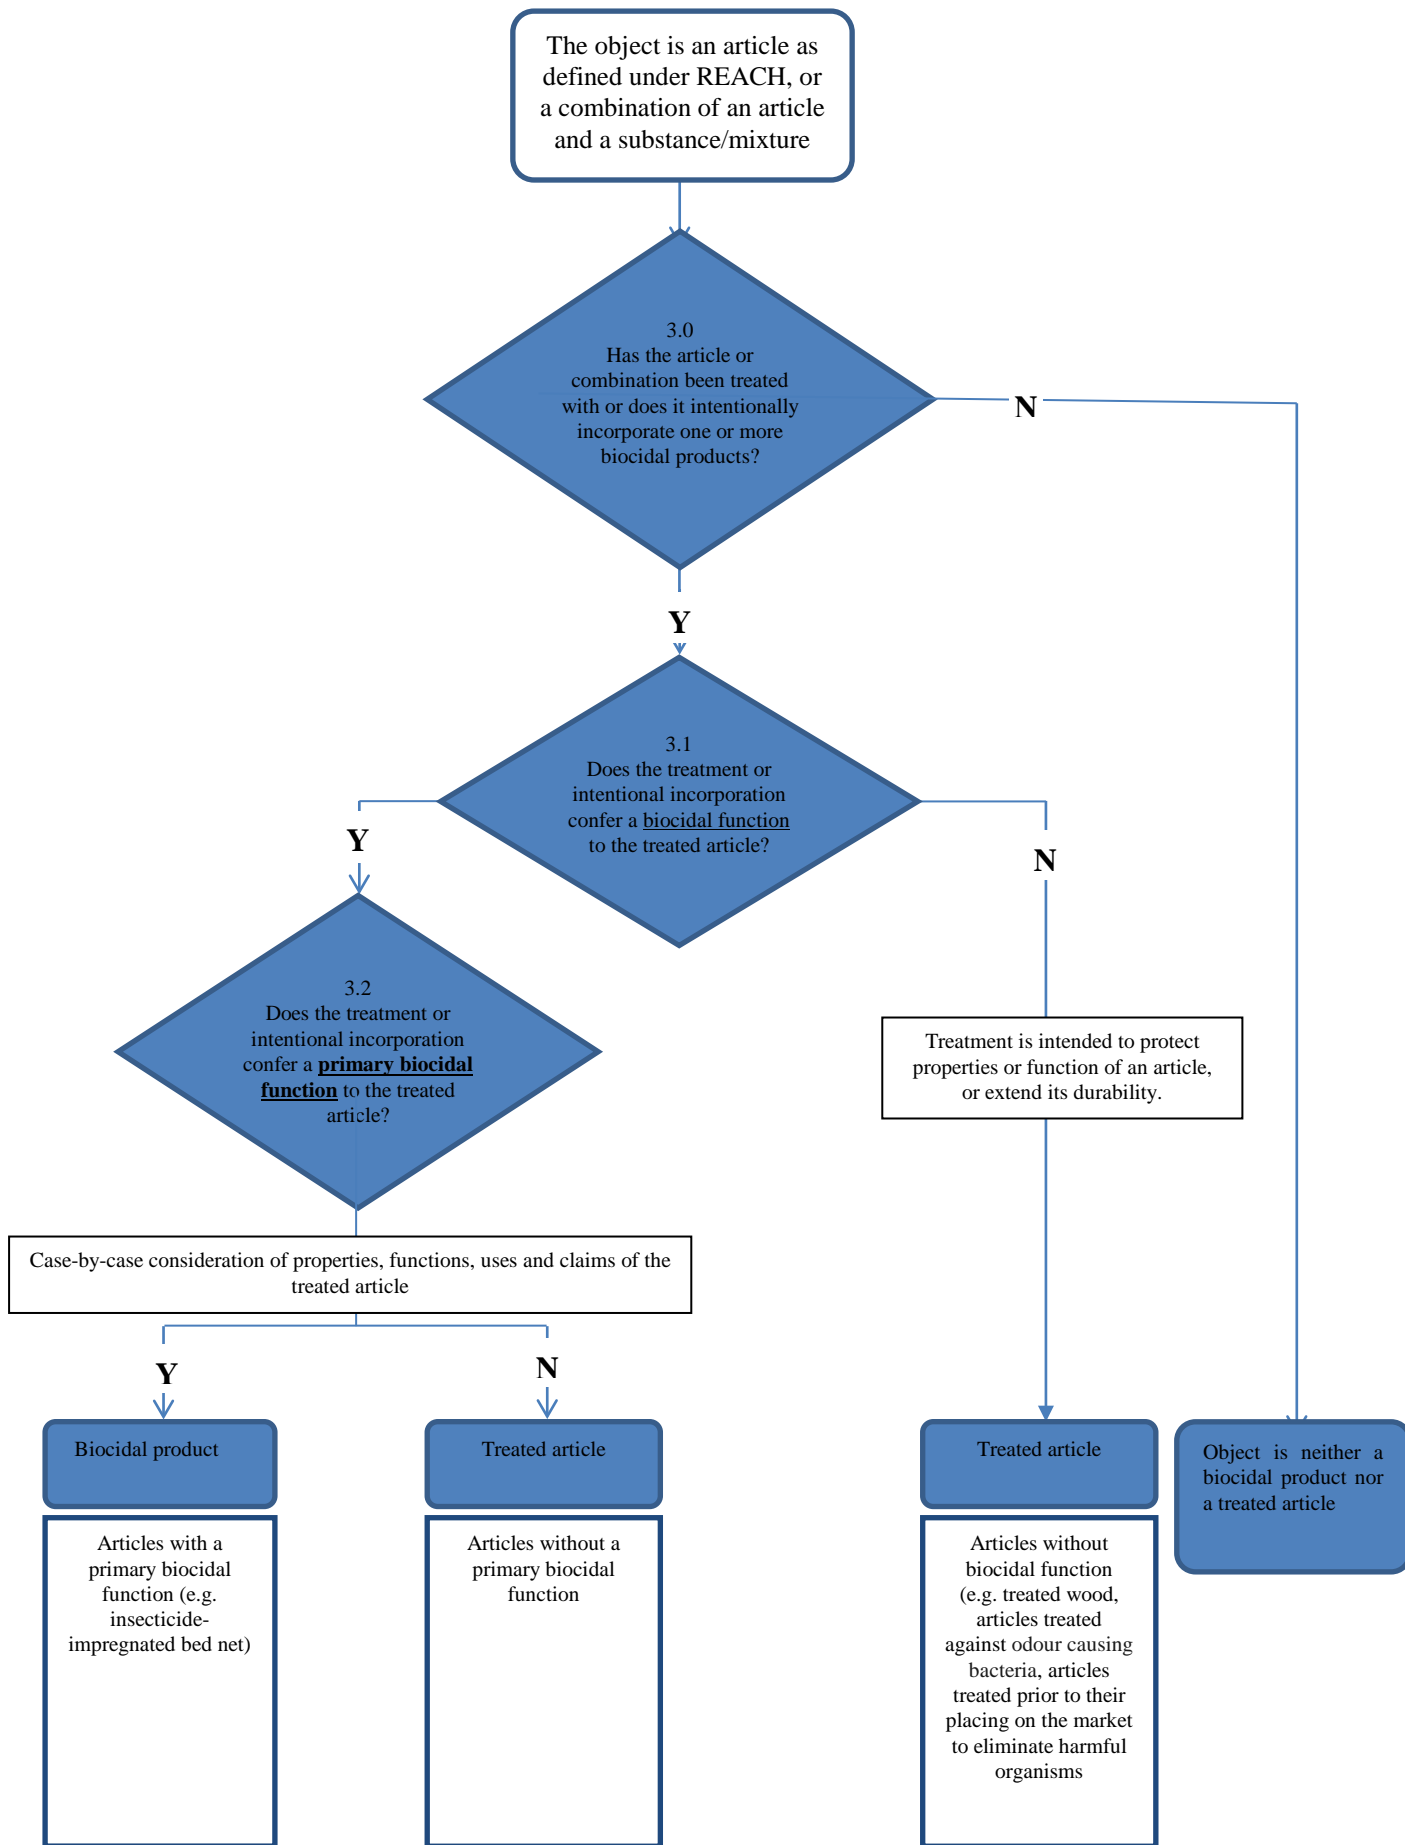 The object is an article as
defined under REACH, or
a combination of an article
and a substance/mixture
3.0
Has the article or
combination been treated
with or does it intentionally
incorporate one or more
biocidal products?
N
Y
3.1
Does the treatment or
intentional incorporation
confer a biocidal function
to the treated article?
Y
N
3.2
Does the treatment or
intentional incorporation
confer a primary biocidal
function to the treated
article?
Treatment is intended to protect
properties or function of an article,
or extend its durability.
Case-by-case consideration of properties, functions, uses and claims of the
treated article
Y
N
Biocidal product
Treated article
Treated article
Object is neither a
biocidal product nor
a treated article
Articles with a
primary biocidal
function (e.g.
insecticide-
impregnated bed net)
Articles without a
primary biocidal
function
Articles without
biocidal function
(e.g. treated wood,
articles treated
against odour causing
bacteria, articles
treated prior to their
placing on the market
to eliminate harmful
organisms